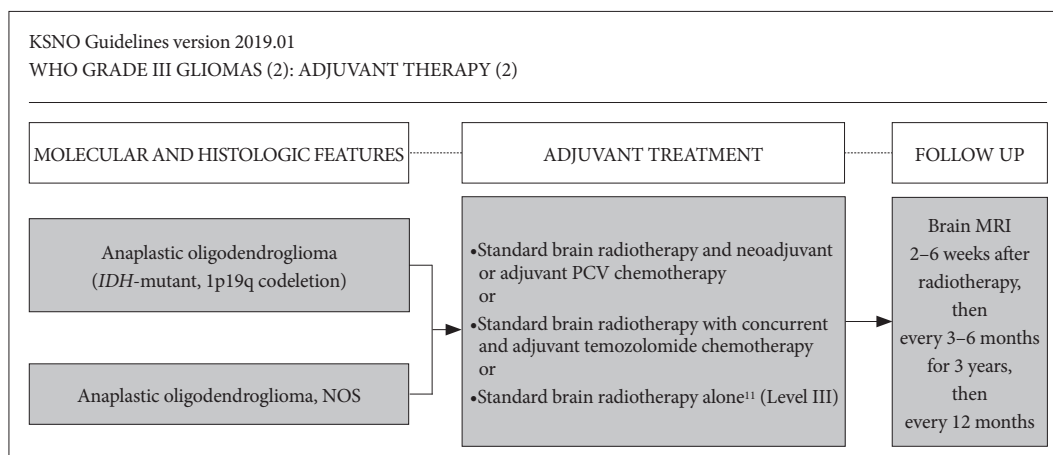 KSNO Guidelines version 2019.01
WHO GRADE III GLIOMAS (2): ADJUVANT THERAPY (2)
MOLECULAR AND HISTOLOGIC FEATURES
ADJUVANT TREATMENT
FOLLOW UP
Anaplastic oligodendroglioma
(IDH-mutant, 1p19q codeletion)
Anaplastic oligodendroglioma, NOS
•Standard brain radiotherapy and neoadjuvant
or adjuvant PCV chemotherapy
or
•Standard brain radiotherapy with concurrent
and adjuvant temozolomide chemotherapy
or
•Standard brain radiotherapy alone¹¹ (Level III)
Brain MRI
2–6 weeks after
radiotherapy,
then
every 3–6 months
for 3 years,
then
every 12 months